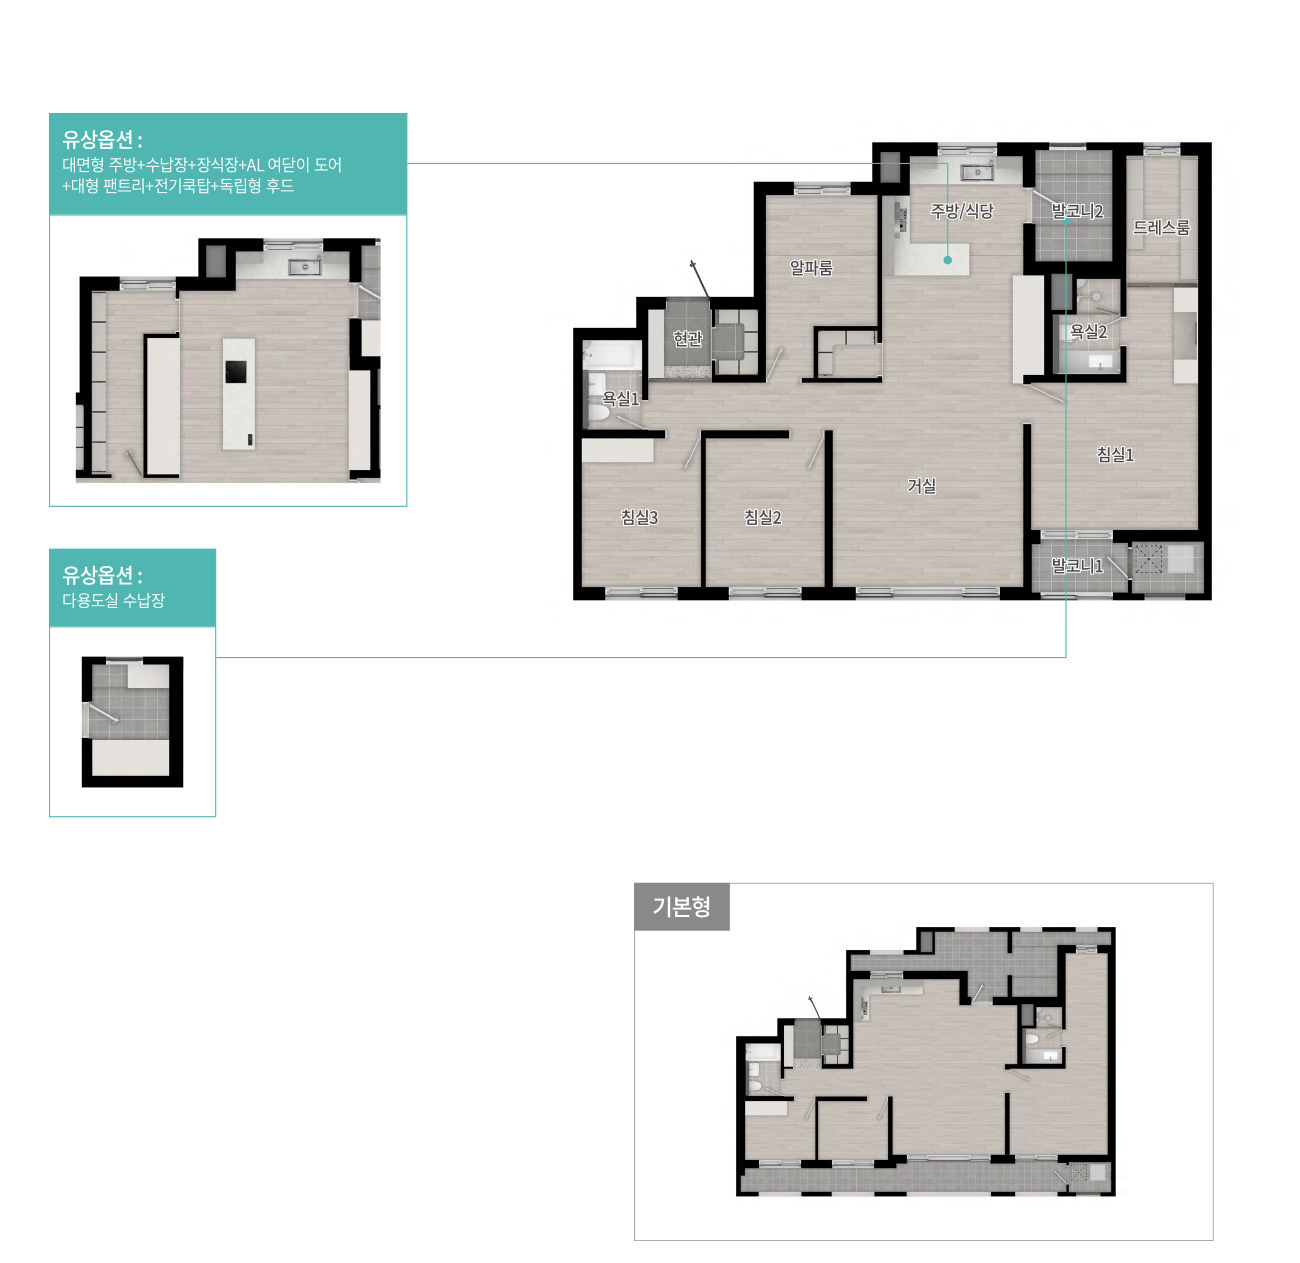 유상옵션 :
대면형 주방+수납장+장식장+AL 여닫이 도어
+대형 팬트리+전기쿡탑+독립형 후드
주방/식당
발코니2
드레스룸
알파룸
현관
욕실2
욕실1
침실1
거실
침실3
침실2
발코니1
유상옵션 :
다용도실 수납장
기본형